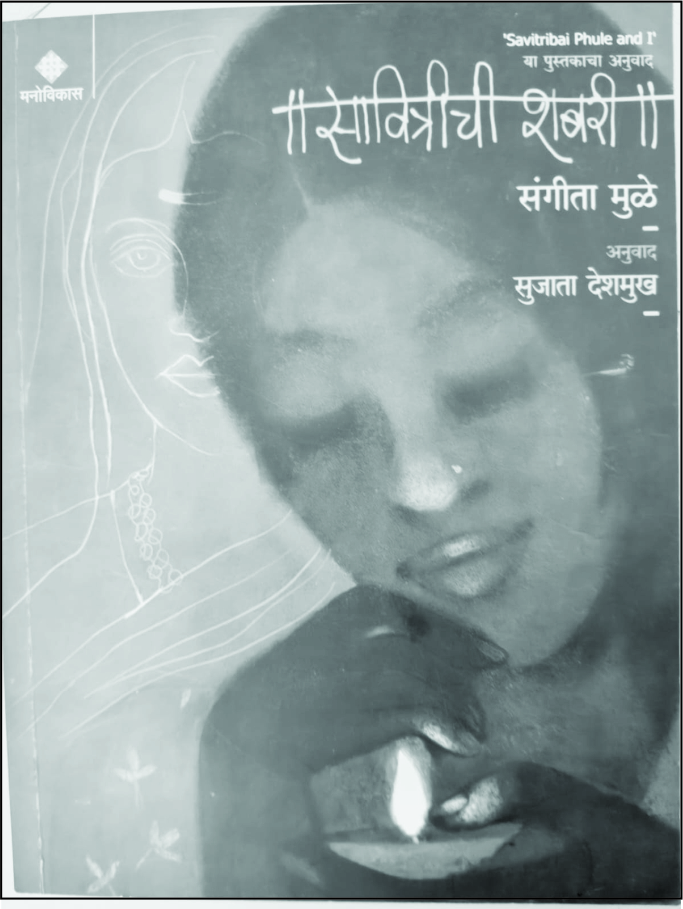 मनोविकास
'Savitribai Phule and I'
या पुस्तकाचा अनुवाद
॥ सावित्रीची शबरी ॥
संगीता मुळे
अनुवाद
सुजाता देशमुख